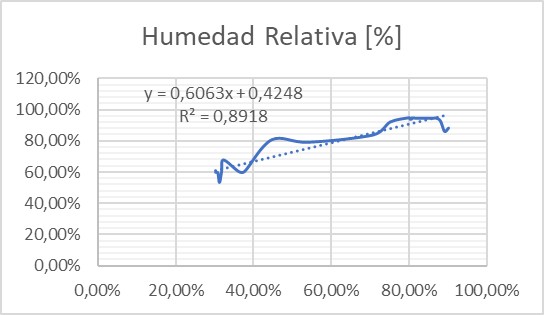 Humedad Relativa [%]
120,00%
y = 0,6063x + 0,4248
100,00%
R² = 0,8918
80,00%
60,00%
40,00%
20,00%
0,00%
0,00% 20,00% 40,00% 60,00% 80,00% 100,00%